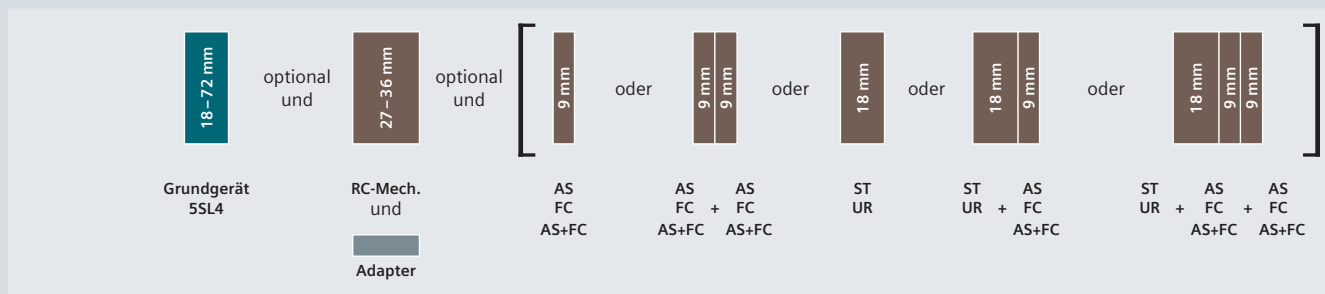 18–72 mm
optional
und
27–36 mm
optional
und
9 mm
oder
9 mm
9 mm
oder
18 mm
oder
18 mm
9 mm
oder
18 mm
9 mm
9 mm
Grundgerät
5SL4
RC-Mech.
und
Adapter
AS
FC
AS+FC
AS AS
FC + FC
AS+FC AS+FC
ST
UR
ST AS
UR + FC
AS+FC
ST AS AS
UR + FC + FC
AS+FC AS+FC